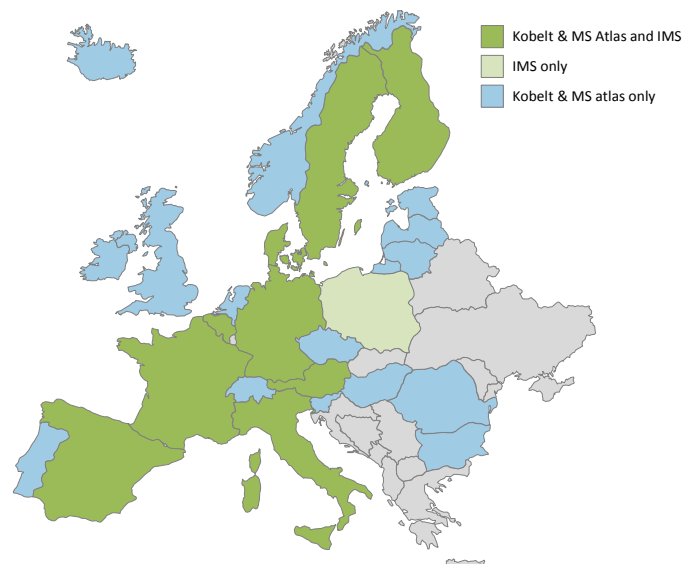 Kobelt & MS Atlas and IMS
IMS only
Kobelt & MS atlas only